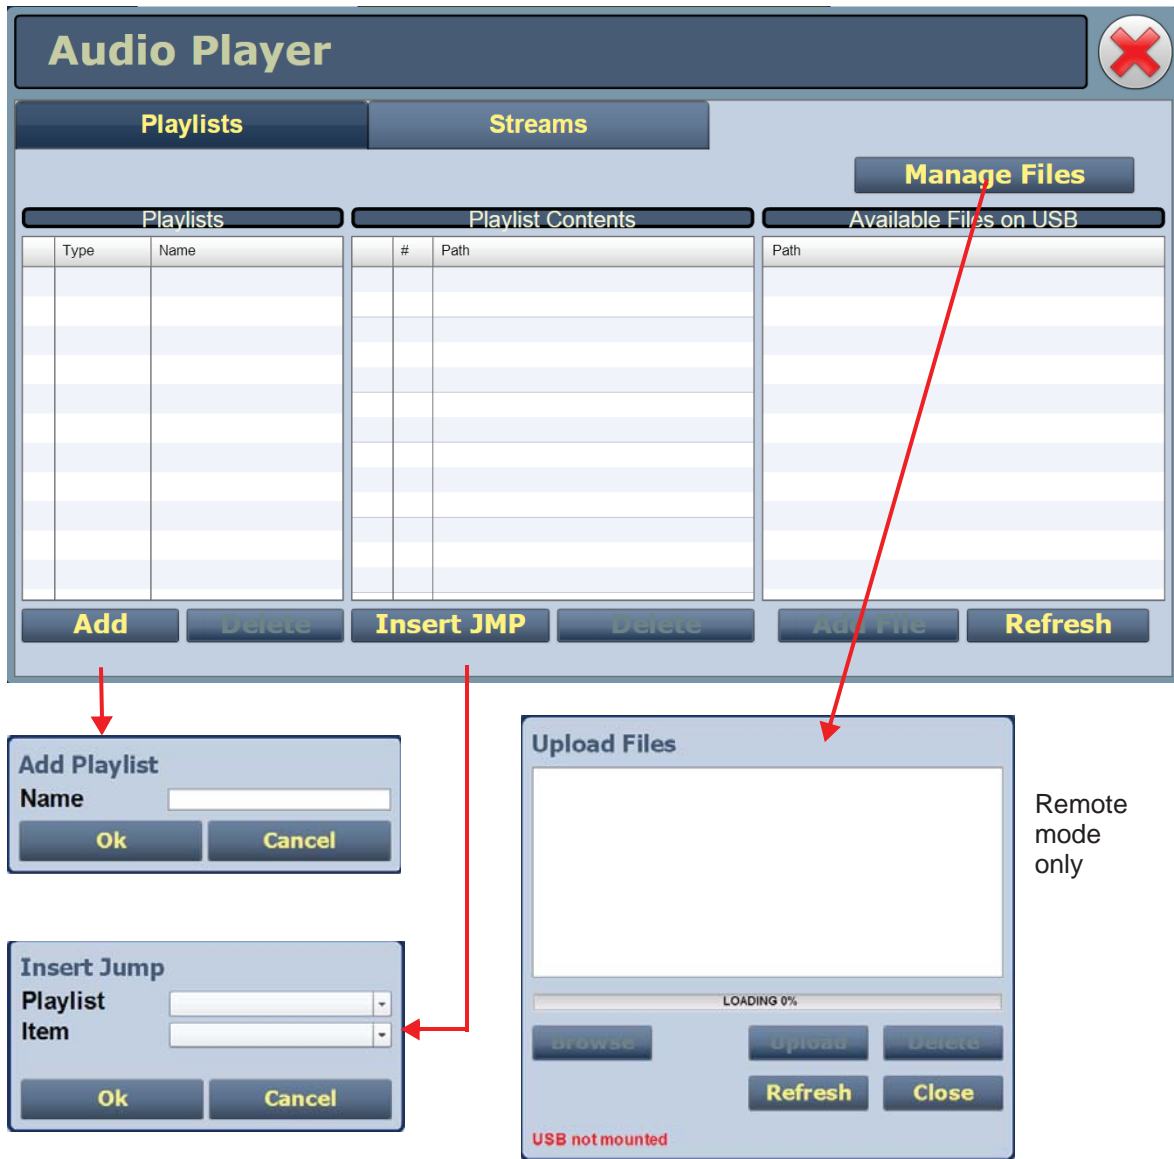 Audio Player
Playlists
Streams
Manage Files
Playlists
Playlist Contents
Available Files on USB
Type
Name
#
Path
Path
Add
Delete
Insert JMP
Delete
Add File
Refresh
Add Playlist
Name
Ok
Cancel
Insert Jump
Playlist
Item
Ok
Cancel
Upload Files
LOADING 0%
Browse
Upload
Delete
Refresh
Close
USB not mounted
Remote
mode
only